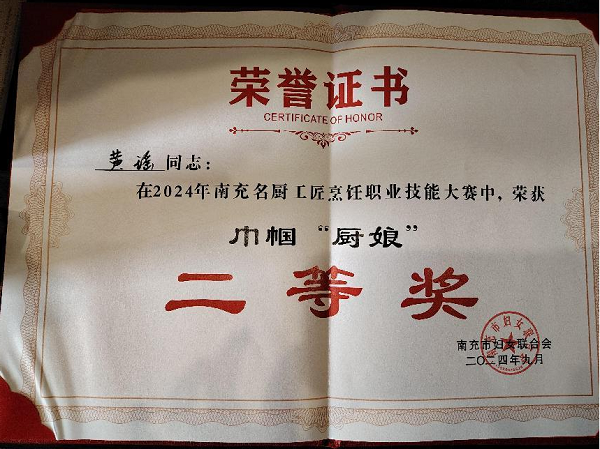 荣誉证书
CERTIFICATE OF HONOR
黄瑶同志：
在2024年南充名厨工匠烹饪职业技能大赛中，荣获
巾帼“厨娘”
二等奖
南充市妇女联合会
二〇二四年九月